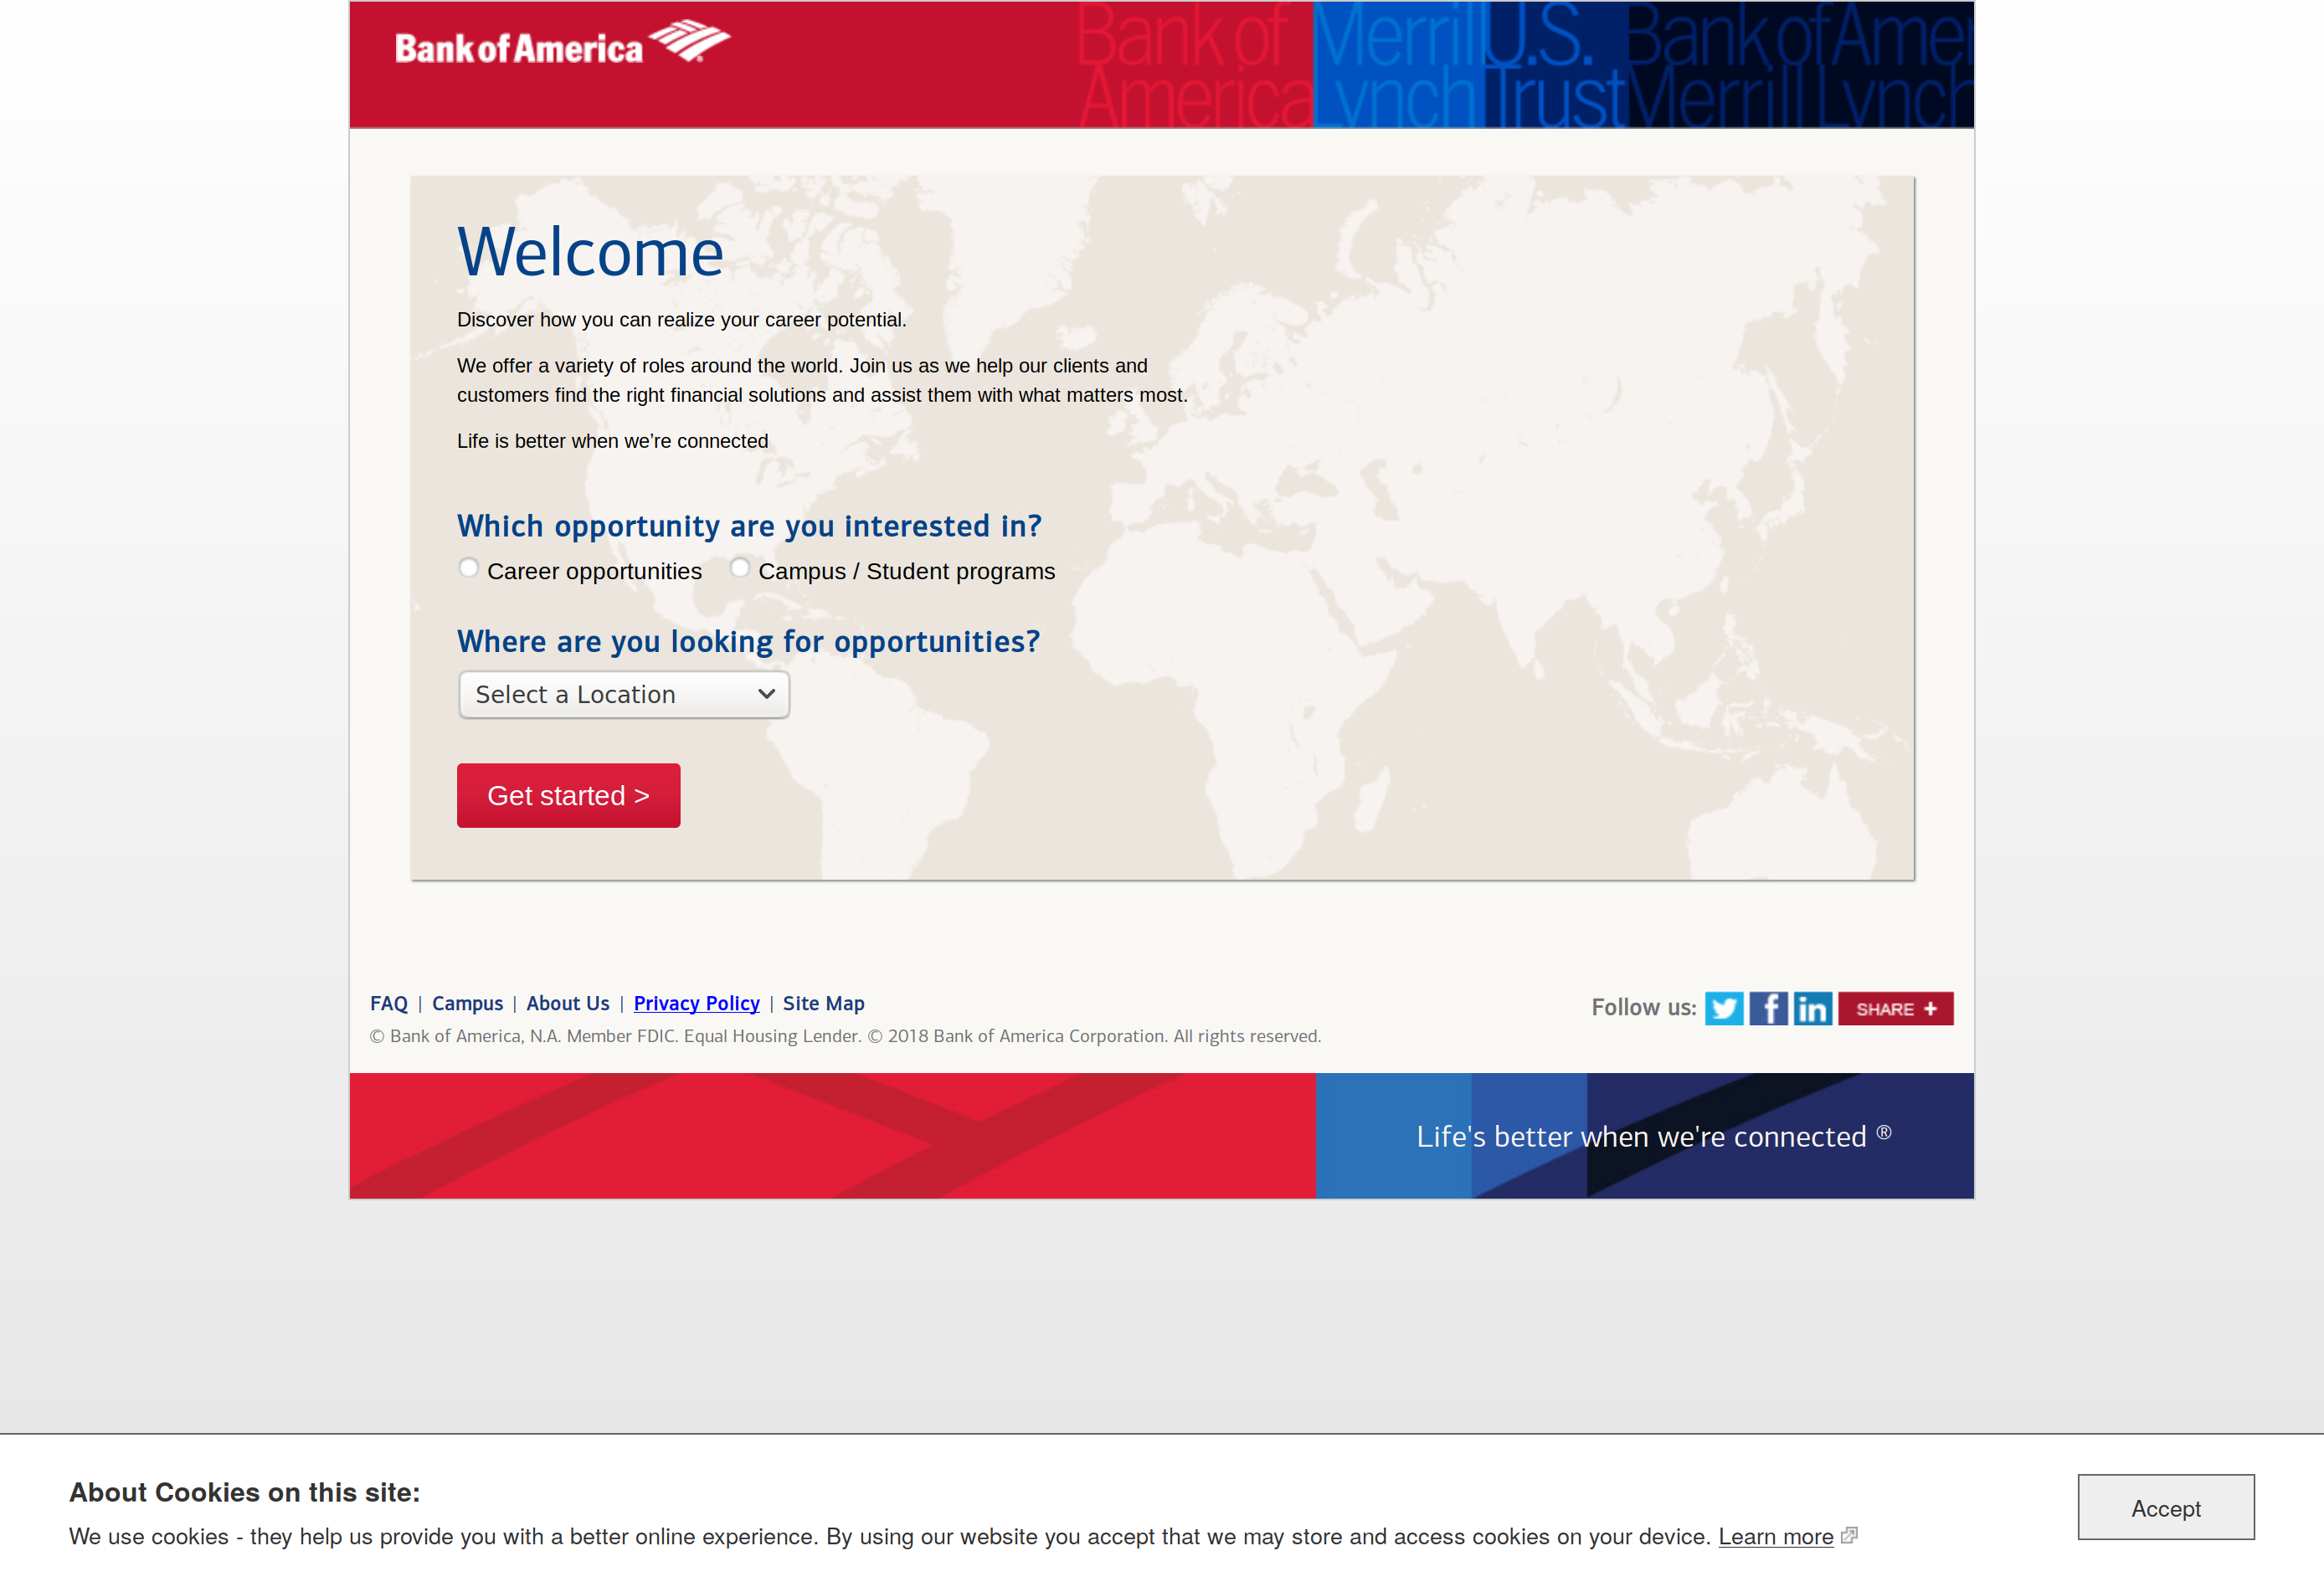 Bank of America
Bank of America
Merrill Lynch
U.S. Trust
Bank of Amer
Merrill Lynch
Welcome
Discover how you can realize your career potential.
We offer a variety of roles around the world. Join us as we help our clients and
customers find the right financial solutions and assist them with what matters most.
Life is better when we’re connected
Which opportunity are you interested in?
Career opportunities Campus / Student programs
Where are you looking for opportunities?
Select a Location
Get started >
FAQ | Campus | About Us | Privacy Policy | Site Map
Follow us: SHARE +
© Bank of America, N.A. Member FDIC. Equal Housing Lender. © 2018 Bank of America Corporation. All rights reserved.
Life's better when we're connected ®
About Cookies on this site:
We use cookies - they help us provide you with a better online experience. By using our website you accept that we may store and access cookies on your device. Learn more
Accept